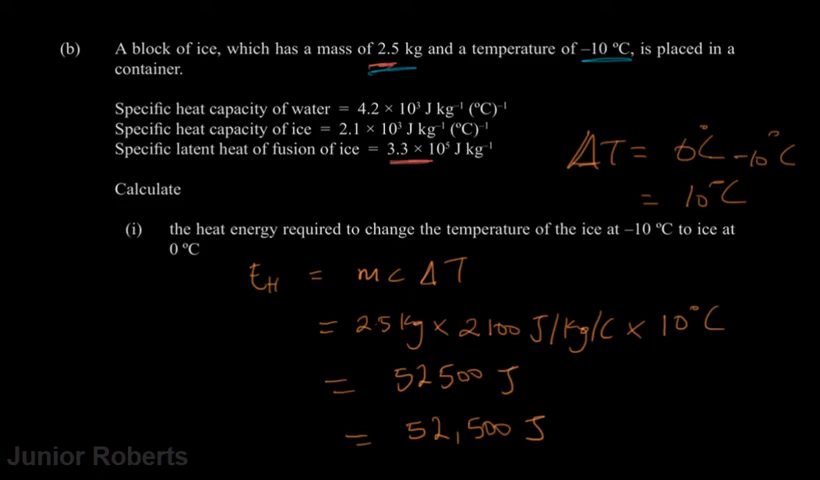 (b) A block of ice, which has a mass of 2.5 kg and a temperature of –10 ºC, is placed in a
container.
Specific heat capacity of water = 4.2 × 10³ J kg⁻¹ (ºC)⁻¹
Specific heat capacity of ice = 2.1 × 10³ J kg⁻¹ (ºC)⁻¹
Specific latent heat of fusion of ice = 3.3 × 10⁵ J kg⁻¹
ΔT = 0°C - -10°C
= 10°C
Calculate
(i) the heat energy required to change the temperature of the ice at –10 ºC to ice at
0 ºC
E_H = mcΔT
= 2.5 kg × 2100 J/kg/C × 10°C
= 52500 J
= 52,500 J
Junior Roberts